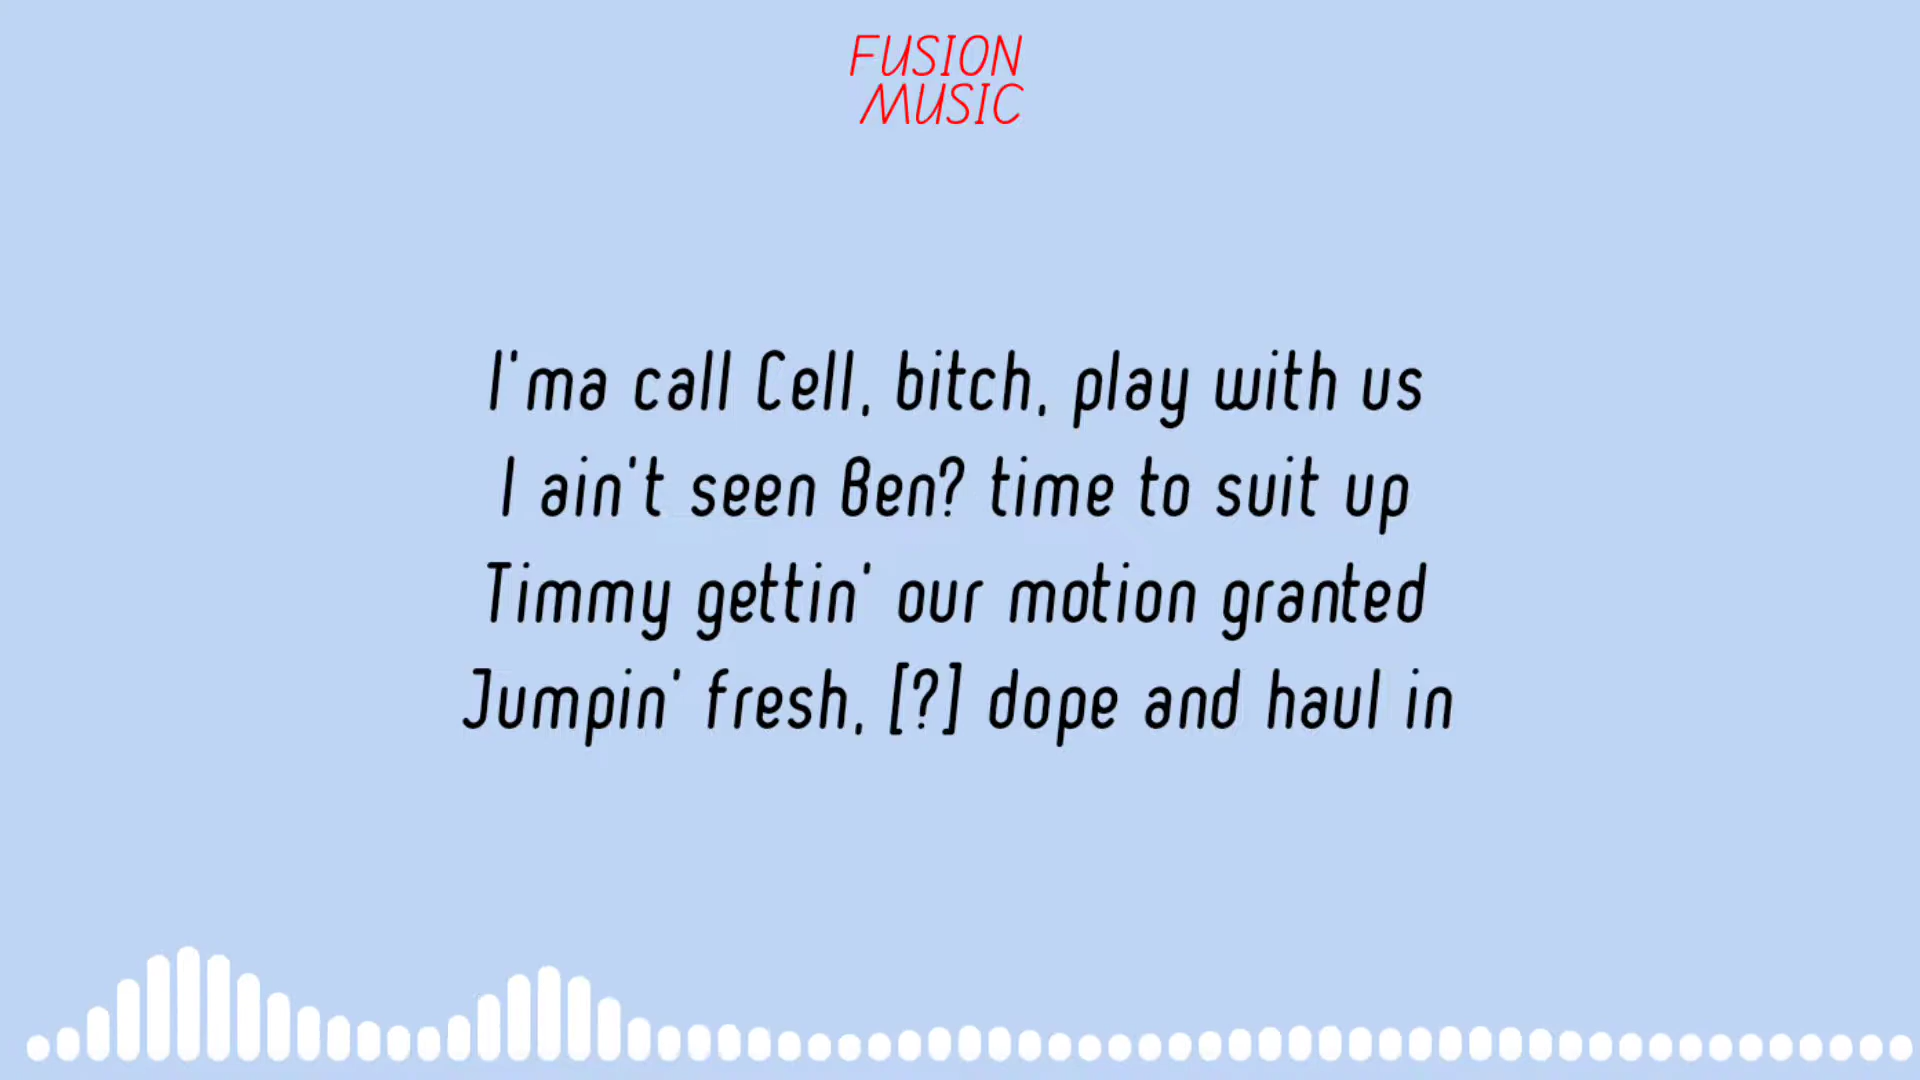 FUSION
MUSIC
I'ma call Cell, bitch, play with us
I ain't seen Ben? time to suit up
Timmy gettin' our motion granted
Jumpin' fresh, [?] dope and haul in